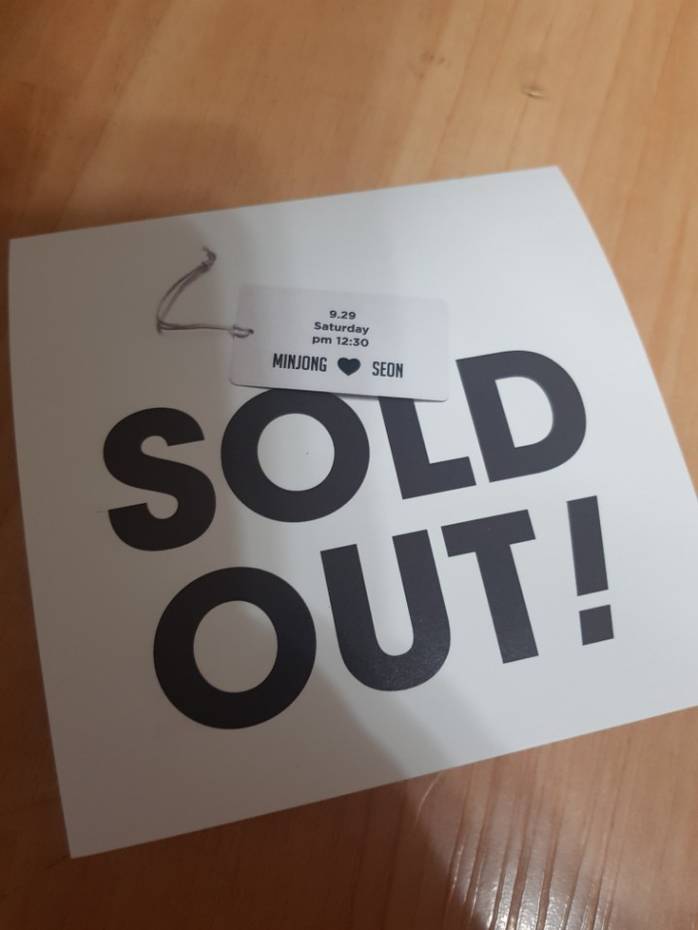 9.29
Saturday
pm 12:30
MINJONG ♥ SEON
SOLD
OUT!